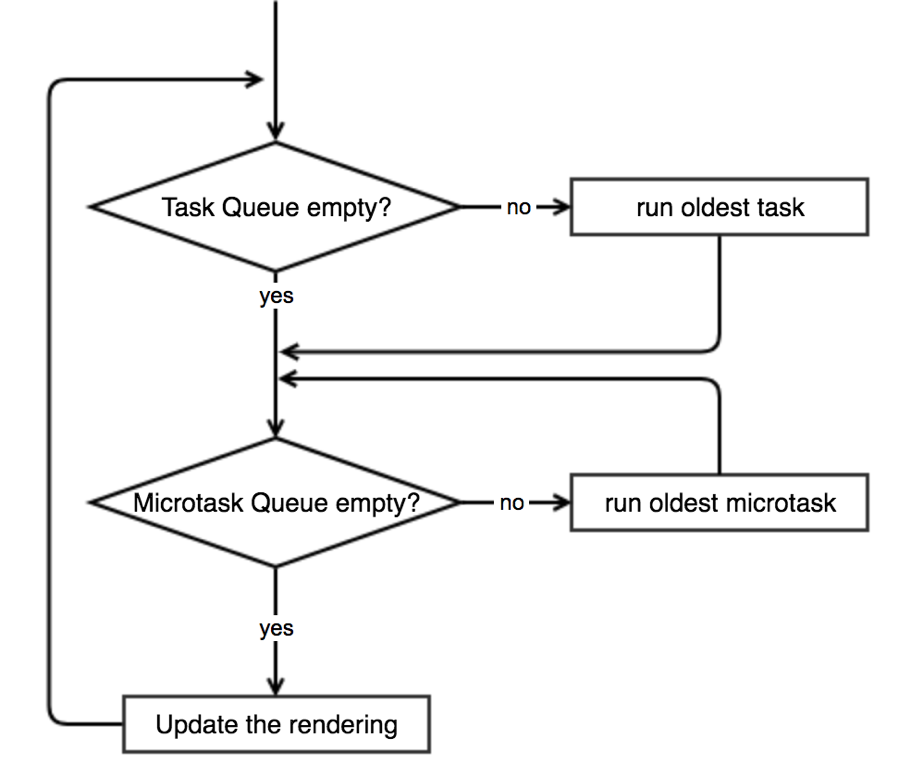 Task Queue empty?
no
run oldest task
yes
Microtask Queue empty?
no
run oldest microtask
yes
Update the rendering